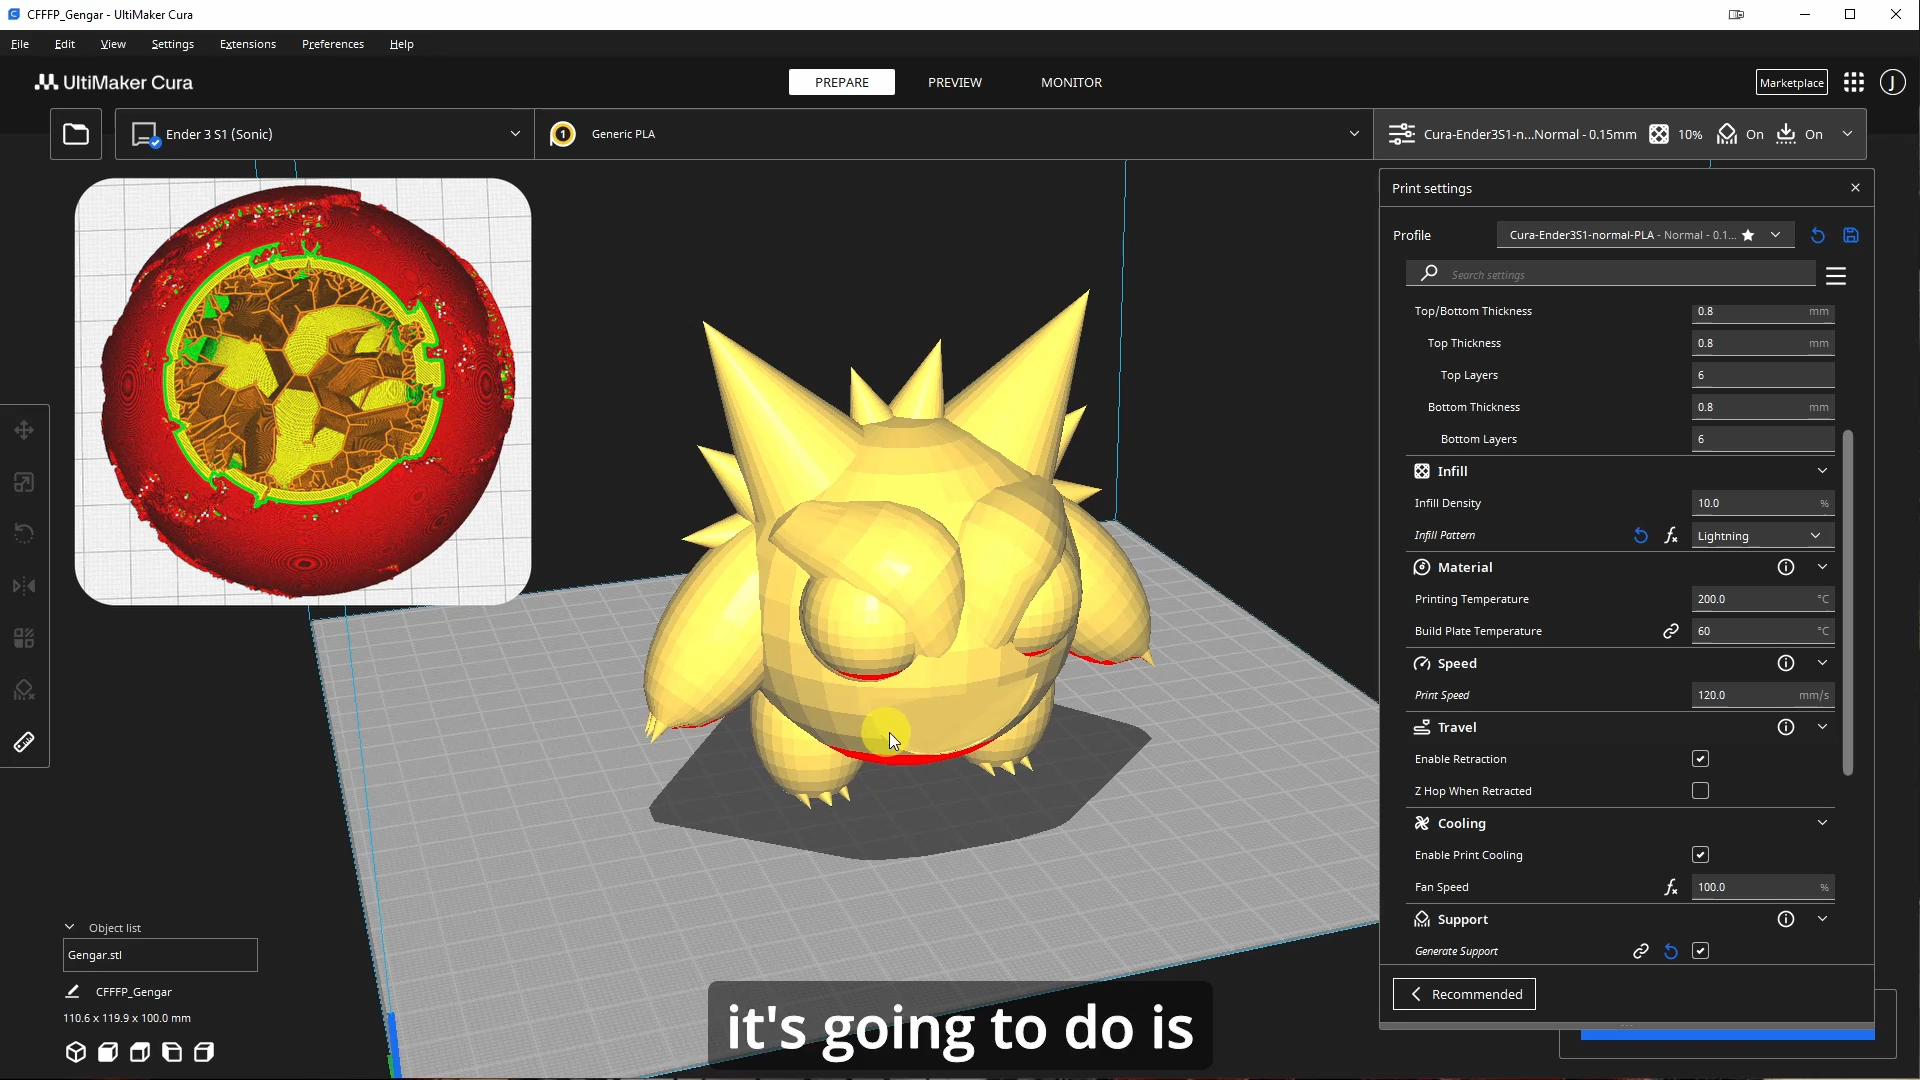 CFFFP_Gengar - UltiMaker Cura
File Edit View Settings Extensions Preferences Help
UltiMaker Cura
PREPARE PREVIEW MONITOR
Marketplace
J
Ender 3 S1 (Sonic)
1 Generic PLA
Cura-Ender3S1-n...Normal - 0.15mm 10% On On
Print settings
Profile Cura-Ender3S1-normal-PLA - Normal - 0.1...
Search settings
Top/Bottom Thickness 0.8 mm
Top Thickness 0.8 mm
Top Layers 6
Bottom Thickness 0.8 mm
Bottom Layers 6
Infill
Infill Density 10.0 %
Infill Pattern Lightning
Material
Printing Temperature 200.0 °C
Build Plate Temperature 60 °C
Speed
Print Speed 120.0 mm/s
Travel
Enable Retraction
Z Hop When Retracted
Cooling
Enable Print Cooling
Fan Speed 100.0 %
Support
Generate Support
Recommended
Object list
Gengar.stl
CFFFP_Gengar
110.6 x 119.9 x 100.0 mm
it's going to do is